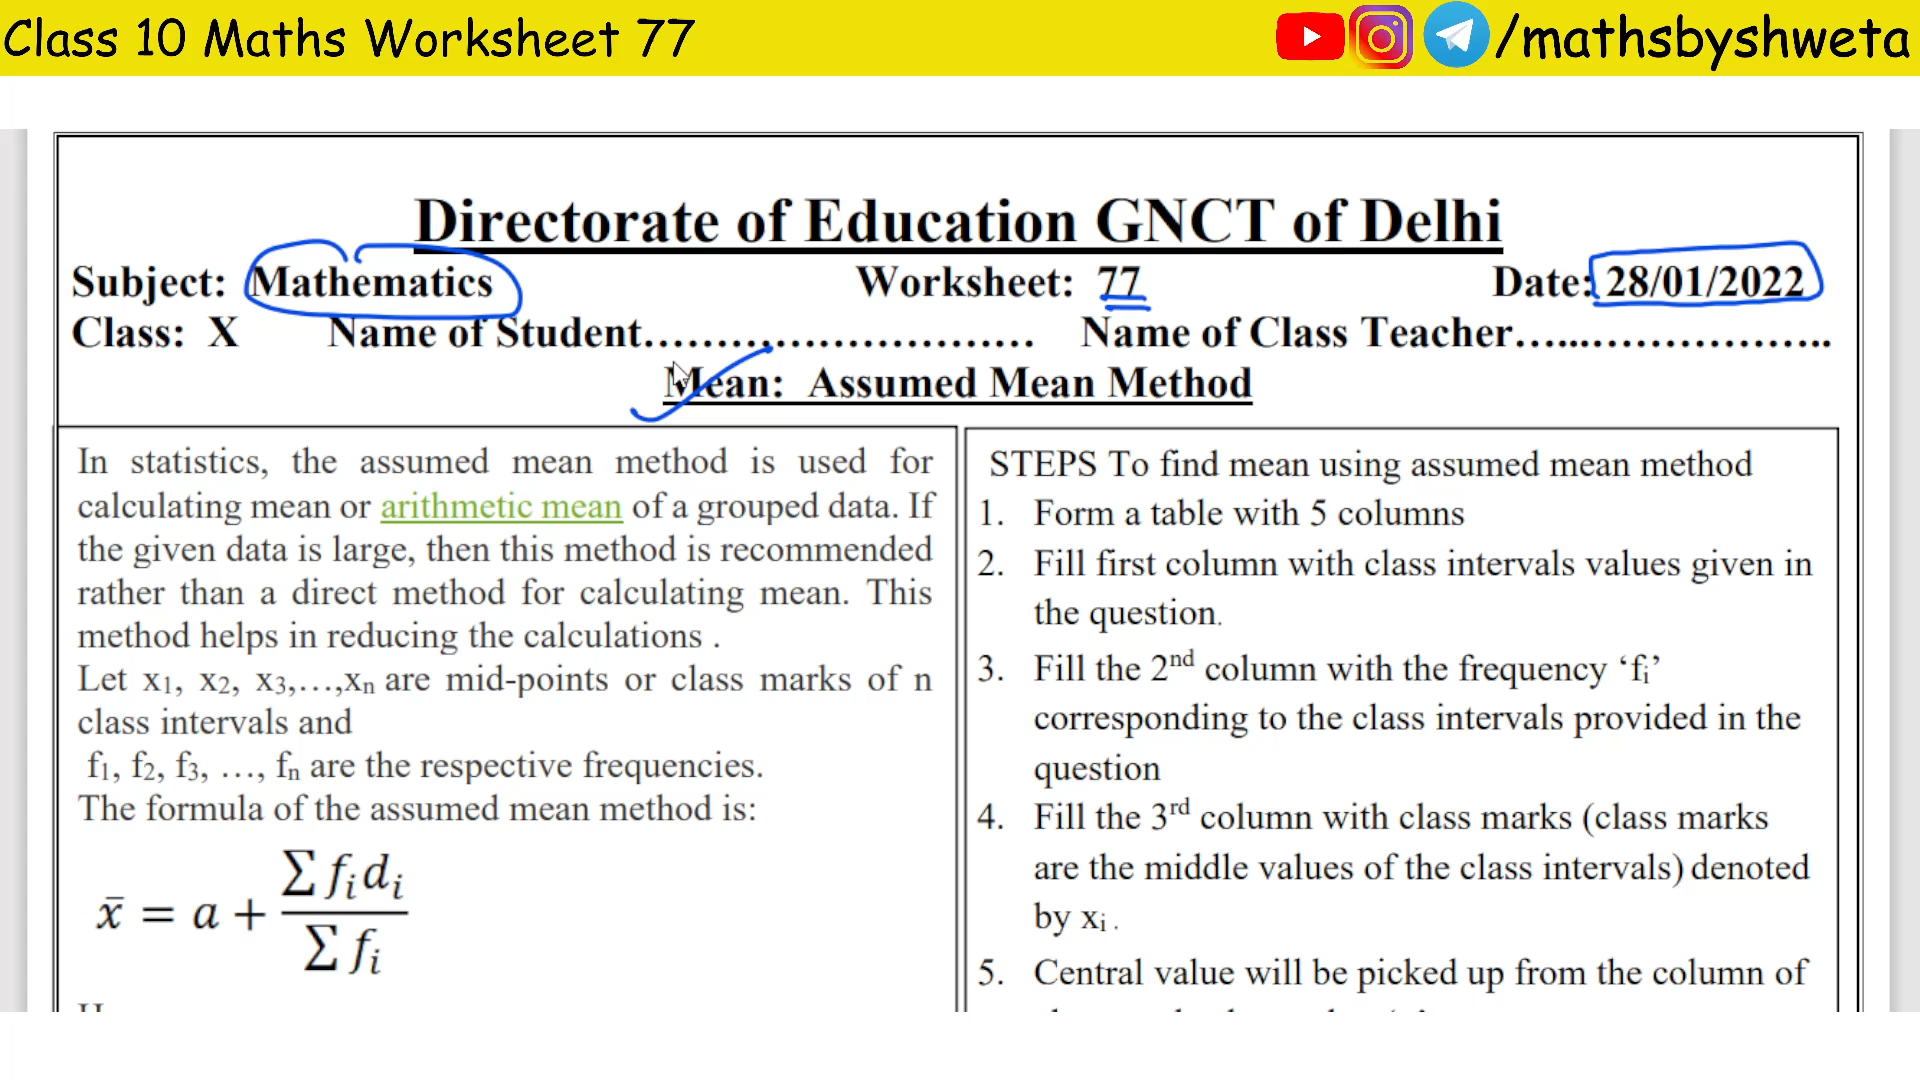 Class 10 Maths Worksheet 77
/mathsbyshweta
Directorate of Education GNCT of Delhi
Subject: Mathematics Worksheet: 77 Date: 28/01/2022
Class: X Name of Student………………………… Name of Class Teacher…...……………..
Mean: Assumed Mean Method
In statistics, the assumed mean method is used for
calculating mean or arithmetic mean of a grouped data. If
the given data is large, then this method is recommended
rather than a direct method for calculating mean. This
method helps in reducing the calculations .
Let x₁, x₂, x₃,…,xₙ are mid-points or class marks of n
class intervals and
f₁, f₂, f₃, …, fₙ are the respective frequencies.
The formula of the assumed mean method is:
x̄ = a + ∑ fᵢdᵢ / ∑ fᵢ
STEPS To find mean using assumed mean method
1. Form a table with 5 columns
2. Fill first column with class intervals values given in
the question.
3. Fill the 2nd column with the frequency ‘fᵢ’
corresponding to the class intervals provided in the
question
4. Fill the 3rd column with class marks (class marks
are the middle values of the class intervals) denoted
by xᵢ .
5. Central value will be picked up from the column of